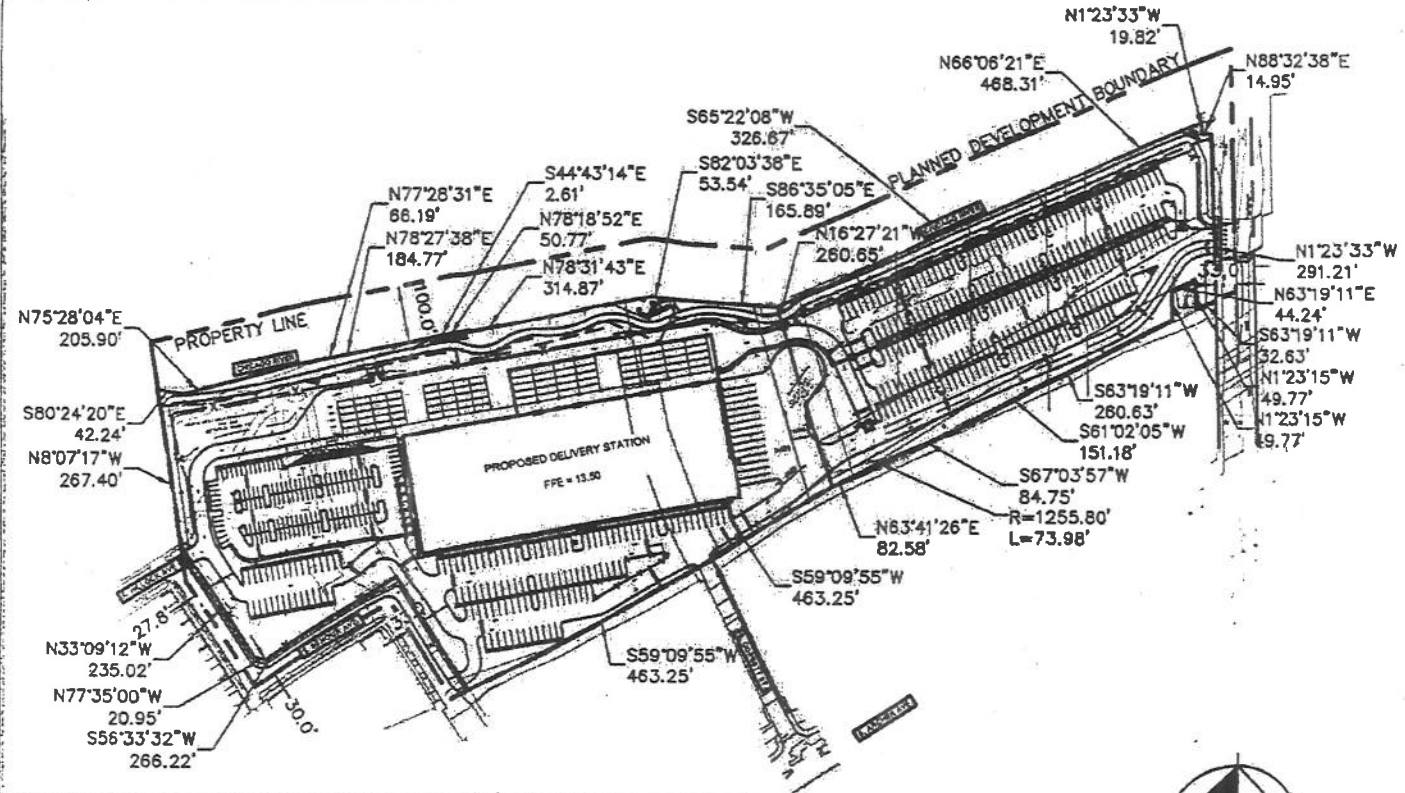 N1°23'33"W
19.82'
N66°06'21"E
468.31'
N88°32'38"E
14.95'
PLANNED DEVELOPMENT BOUNDARY
S65°22'08"W
326.67'
S82°03'38"E
53.54'
S86°35'05"E
165.89'
S44°43'14"E
2.61'
N77°28'31"E
66.19'
N78°18'52"E
50.77'
N78°27'38"E
184.77'
N78°31'43"E
314.87'
N16°27'21"W
260.65'
CHICAGO RIVER
N1°23'33"W
291.21'
33.0'
N75°28'04"E
205.90'
PROPERTY LINE
100.0'
CHICAGO RIVER
N63°19'11"E
44.24'
S63°19'11"W
32.63'
N1°23'15"W
49.77'
N1°23'15"W
49.77'
S80°24'20"E
42.24'
N8°07'17"W
267.40'
PROPOSED DELIVERY STATION
FFE = 13.50
S63°19'11"W
260.63'
S61°02'05"W
151.18'
S67°03'57"W
84.75'
R=1255.80'
L=73.98'
N63°41'26"E
82.58'
S59°09'55"W
463.25'
27.8'
N33°09'12"W
235.02'
N77°35'00"W
20.95'
S56°33'32"W
266.22'
30.0'
S59°09'55"W
463.25'
S. ARCHER AVE